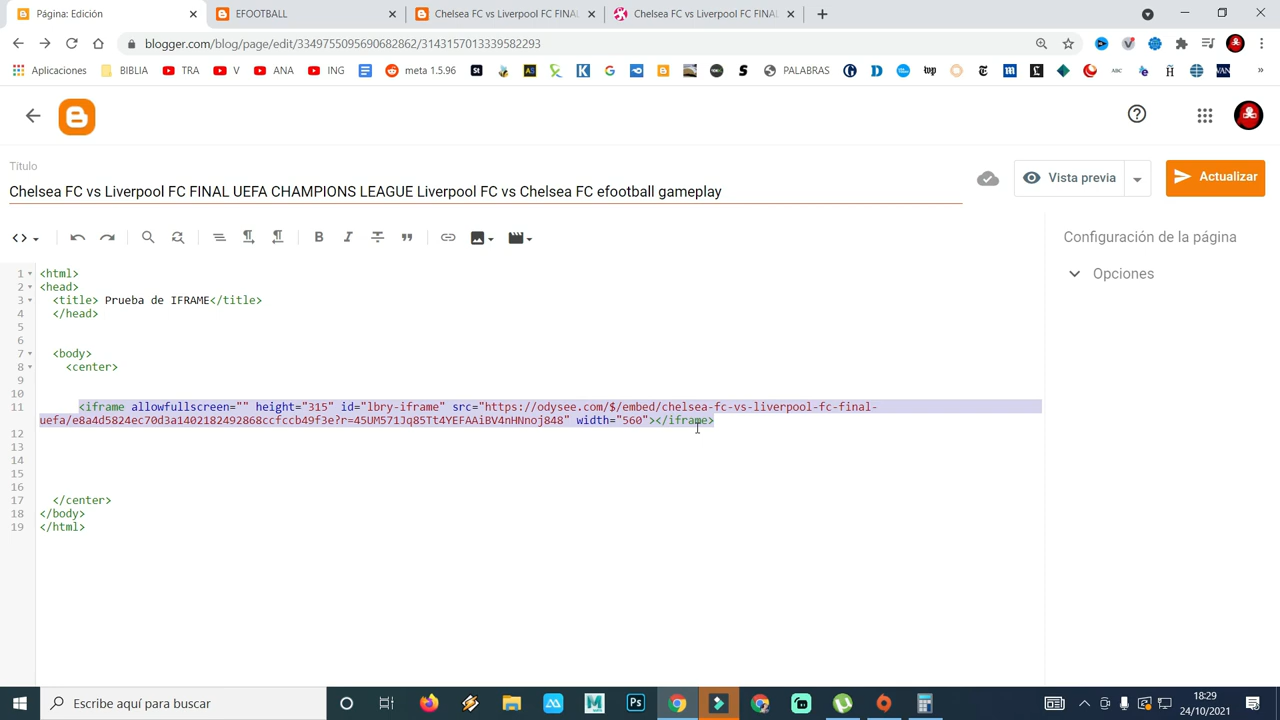 Página: Edición
EFOOTBALL
Chelsea FC vs Liverpool FC FINAL
Chelsea FC vs Liverpool FC FINAL
blogger.com/blog/page/edit/3349755095690682862/3143157013339532293
Aplicaciones BIBLIA TRA V ANA ING meta 1.5.96 PALABRAS
Título
Chelsea FC vs Liverpool FC FINAL UEFA CHAMPIONS LEAGUE Liverpool FC vs Chelsea FC efootball gameplay
Vista previa
Actualizar
Configuración de la página
Opciones
1 <html>
2 <head>
3 <title> Prueba de IFRAME</title>
4 </head>
5
6
7 <body>
8 <center>
9
10
11 <iframe allowfullscreen="" height="315" id="lbry-iframe" src="https://odysee.com/$/embed/chelsea-fc-vs-liverpool-fc-final-
uefa/e8a4d5824ec70d3a1402182492868ccfccb49f3e?r=45UM571Jq85Tt4YEFAAiBV4nHNnoj848" width="560"></iframe>
12
13
14
15
16
17 </center>
18 </body>
19 </html>
Escribe aquí para buscar
18:29
24/10/2021